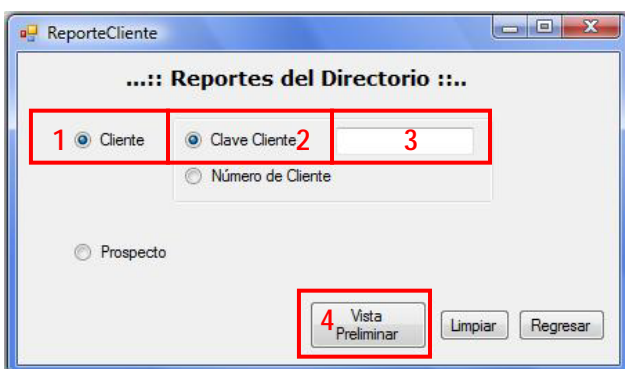 ReporteCliente
...:: Reportes del Directorio ::..
1 Cliente Clave Cliente 2 3
Número de Cliente
Prospecto
4 Vista
Preliminar
Limpiar Regresar